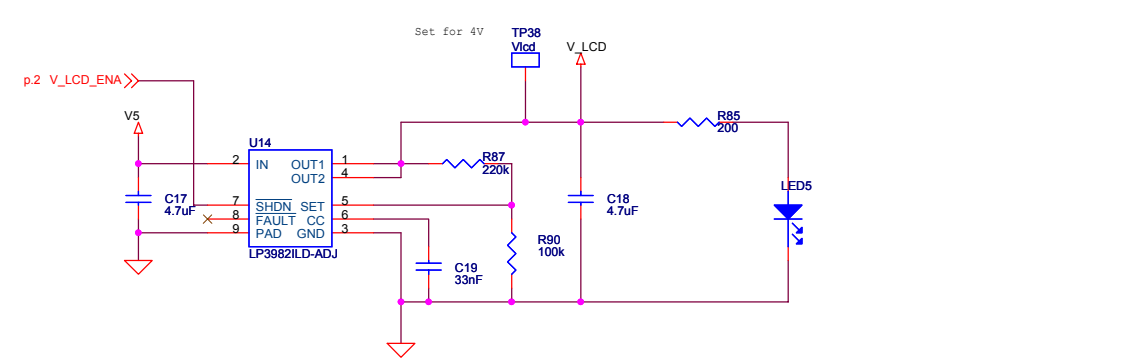 Set for 4V
TP38
Vlcd
V_LCD
p.2 V_LCD_ENA
V5
R85
200
U14
2 IN OUT1 1
OUT2 4
R87
220k
LED5
C17
4.7uF
7 SHDN SET 5
8 FAULT CC 6
9 PAD GND 3
LP3982ILD-ADJ
C18
4.7uF
R90
100k
C19
33nF